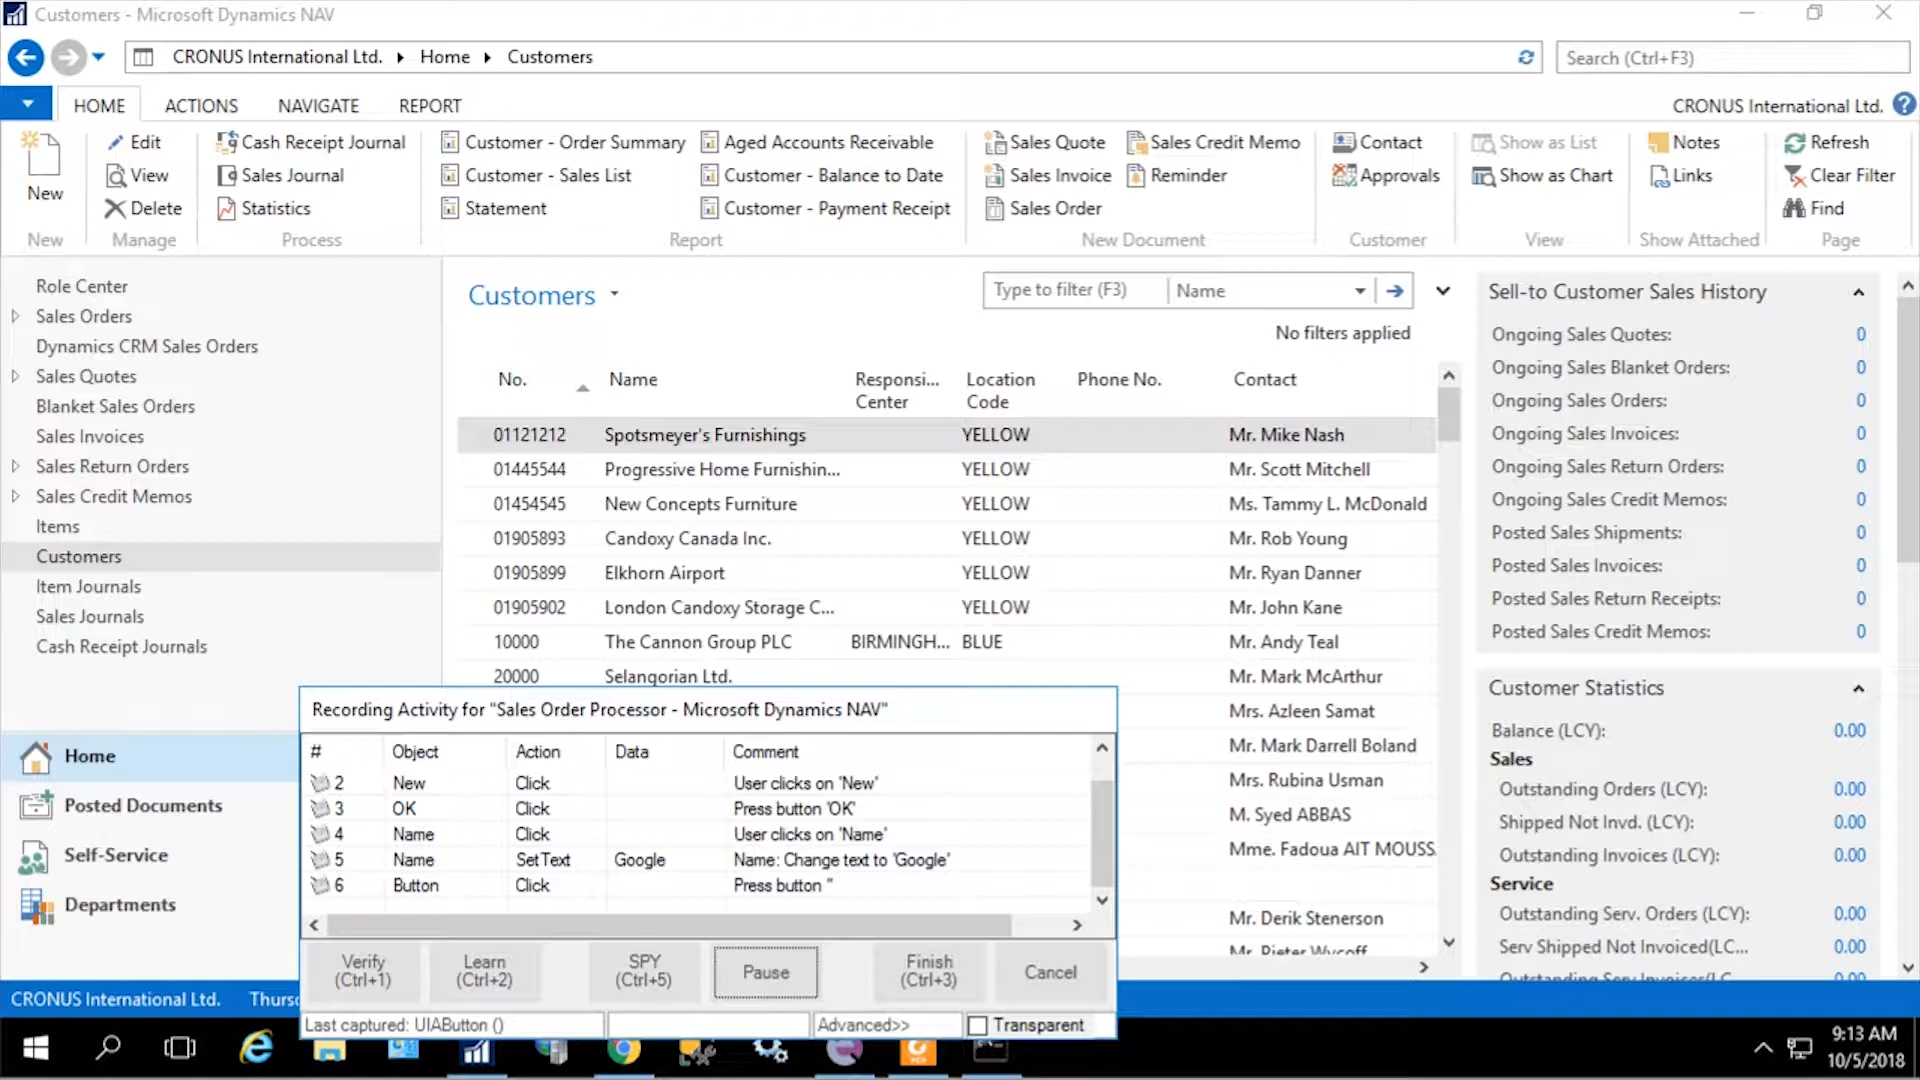 Customers - Microsoft Dynamics NAV
CRONUS International Ltd. Home Customers
Search (Ctrl+F3)
HOME ACTIONS NAVIGATE REPORT
CRONUS International Ltd.
New
New
Edit
View
Delete
Manage
Cash Receipt Journal
Sales Journal
Statistics
Process
Customer - Order Summary
Customer - Sales List
Statement
Aged Accounts Receivable
Customer - Balance to Date
Customer - Payment Receipt
Report
Sales Quote
Sales Invoice
Sales Order
Sales Credit Memo
Reminder
New Document
Contact
Approvals
Customer
Show as List
Show as Chart
View
Notes
Links
Show Attached
Refresh
Clear Filter
Find
Page
Role Center
Sales Orders
Dynamics CRM Sales Orders
Sales Quotes
Blanket Sales Orders
Sales Invoices
Sales Return Orders
Sales Credit Memos
Items
Customers
Item Journals
Sales Journals
Cash Receipt Journals
Home
Posted Documents
Self-Service
Departments
Customers
Type to filter (F3) Name
No filters applied
No. Name Responsi... Center Location Code Phone No. Contact
01121212 Spotsmeyer's Furnishings YELLOW Mr. Mike Nash
01445544 Progressive Home Furnishin... YELLOW Mr. Scott Mitchell
01454545 New Concepts Furniture YELLOW Ms. Tammy L. McDonald
01905893 Candoxy Canada Inc. YELLOW Mr. Rob Young
01905899 Elkhorn Airport YELLOW Mr. Ryan Danner
01905902 London Candoxy Storage C... YELLOW Mr. John Kane
10000 The Cannon Group PLC BIRMINGH... BLUE Mr. Andy Teal
20000 Selangorian Ltd. Mr. Mark McArthur
Mrs. Azleen Samat
Mr. Mark Darrell Boland
Mrs. Rubina Usman
M. Syed ABBAS
Mme. Fadoua AIT MOUSS
Mr. Derik Stenerson
Mr. Pieter Wycoff
Sell-to Customer Sales History
Ongoing Sales Quotes: 0
Ongoing Sales Blanket Orders: 0
Ongoing Sales Orders: 0
Ongoing Sales Invoices: 0
Ongoing Sales Return Orders: 0
Ongoing Sales Credit Memos: 0
Posted Sales Shipments: 0
Posted Sales Invoices: 0
Posted Sales Return Receipts: 0
Posted Sales Credit Memos: 0
Customer Statistics
Balance (LCY): 0.00
Sales
Outstanding Orders (LCY): 0.00
Shipped Not Invd. (LCY): 0.00
Outstanding Invoices (LCY): 0.00
Service
Outstanding Serv. Orders (LCY): 0.00
Serv Shipped Not Invoiced(LC... 0.00
Outstanding Serv Invoices(LC 0.00
Recording Activity for "Sales Order Processor - Microsoft Dynamics NAV"
# Object Action Data Comment
2 New Click User clicks on 'New'
3 OK Click Press button 'OK'
4 Name Click User clicks on 'Name'
5 Name SetText Google Name: Change text to 'Google'
6 Button Click Press button ''
Verify (Ctrl+1)
Learn (Ctrl+2)
SPY (Ctrl+5)
Pause
Finish (Ctrl+3)
Cancel
Last captured: UIAButton ()
Advanced>>
Transparent
CRONUS International Ltd. Thurs
9:13 AM
10/5/2018